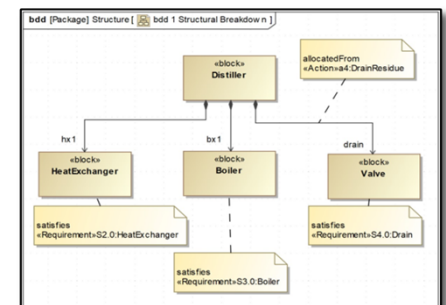 bdd [Package] Structure [ bdd 1 Structural Breakdown ]
allocatedFrom
«Action»a4:DrainResidue
«block»
Distiller
hx1
bx1
drain
«block»
HeatExchanger
«block»
Boiler
«block»
Valve
satisfies
«Requirement»S2.0:HeatExchanger
satisfies
«Requirement»S4.0:Drain
satisfies
«Requirement»S3.0:Boiler